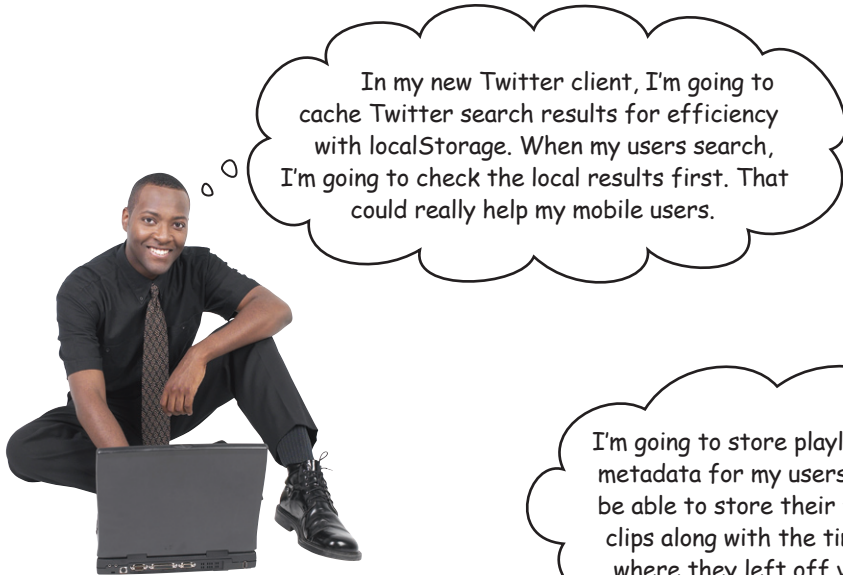 In my new Twitter client, I'm going to
cache Twitter search results for efficiency
with localStorage. When my users search,
I'm going to check the local results first. That
could really help my mobile users.
I'm going to store
metadata for my users
be able to store their
clips along with the
where they left off